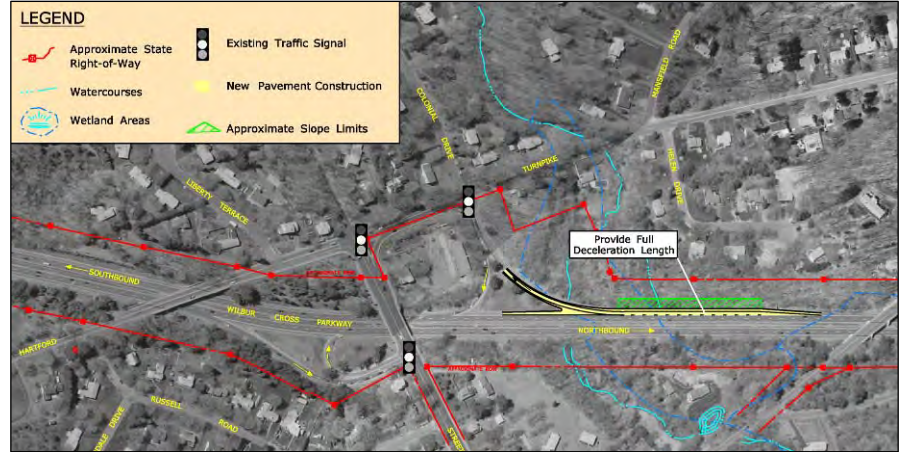 LEGEND
Approximate State
Right-of-Way
Existing Traffic Signal
Watercourses
New Pavement Construction
Wetland Areas
Approximate Slope Limits
COLONIAL DRIVE
MANSFIELD ROAD
TURNPIKE
HELEN DRIVE
LIBERTY TERRACE
Provide Full
Deceleration Length
SOUTHBOUND
WILBUR CROSS PARKWAY
NORTHBOUND
HARTFORD
RUSSELL ROAD
DALE DRIVE
STREET